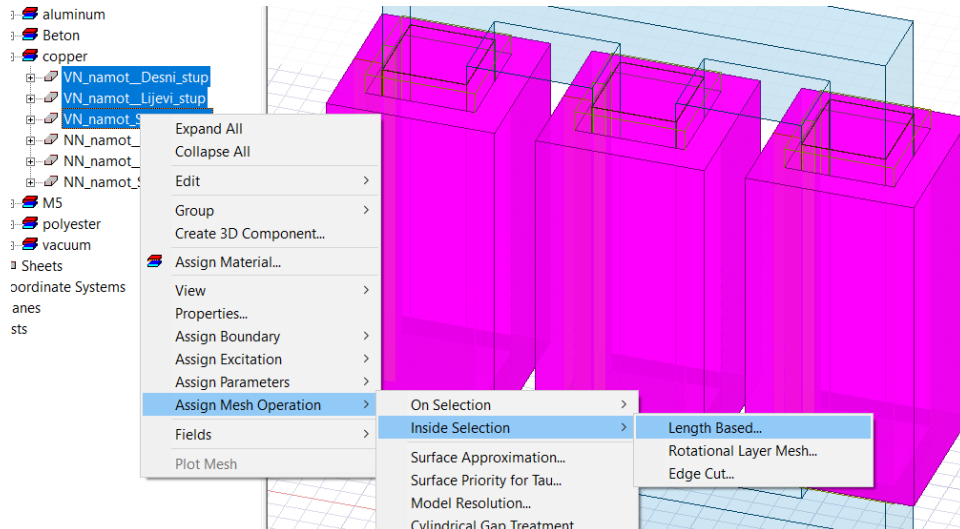 aluminum
Beton
copper
VN_namot__Desni_stup
VN_namot__Lijevi_stup
VN_namot_S
NN_namot_
NN_namot_
NN_namot_S
M5
polyester
vacuum
Sheets
oordinate Systems
anes
sts
Expand All
Collapse All
Edit
Group
Create 3D Component...
Assign Material...
View
Properties...
Assign Boundary
Assign Excitation
Assign Parameters
Assign Mesh Operation
Fields
Plot Mesh
On Selection
Inside Selection
Surface Approximation...
Surface Priority for Tau...
Model Resolution...
Cylindrical Gap Treatment
Length Based...
Rotational Layer Mesh...
Edge Cut...